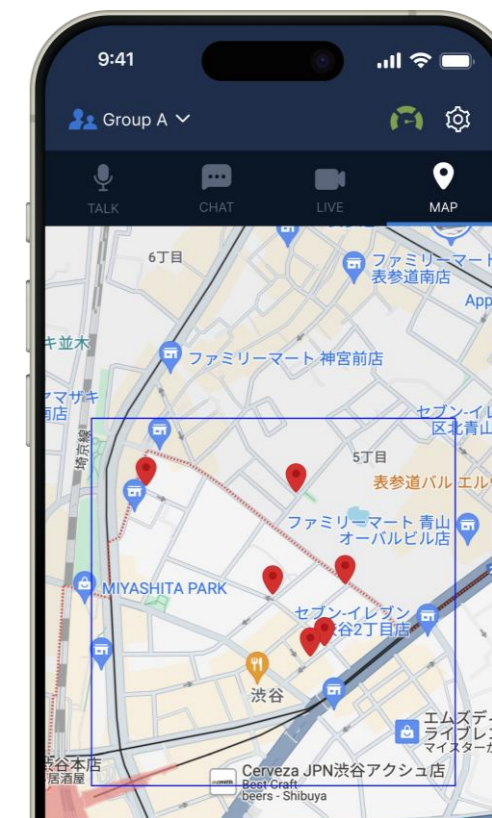 9:41
Group A
TALK
CHAT
LIVE
MAP
6丁目
ファミリーマート
表参道南店
App
キ並木
ファミリーマート 神宮前店
ヤマザキ
南店
セブン-イレ
区北青山
埼京線
5丁目
表参道バル エル
ファミリーマート 青山
オーバルビル店
MIYASHITA PARK
セブン-イレブン
谷2丁目店
渋谷
エムズデ
ライブレ
マイスターか
谷本店
居酒屋
Cerveza JPN渋谷アクシュ店
Best Craft
beers - Shibuya